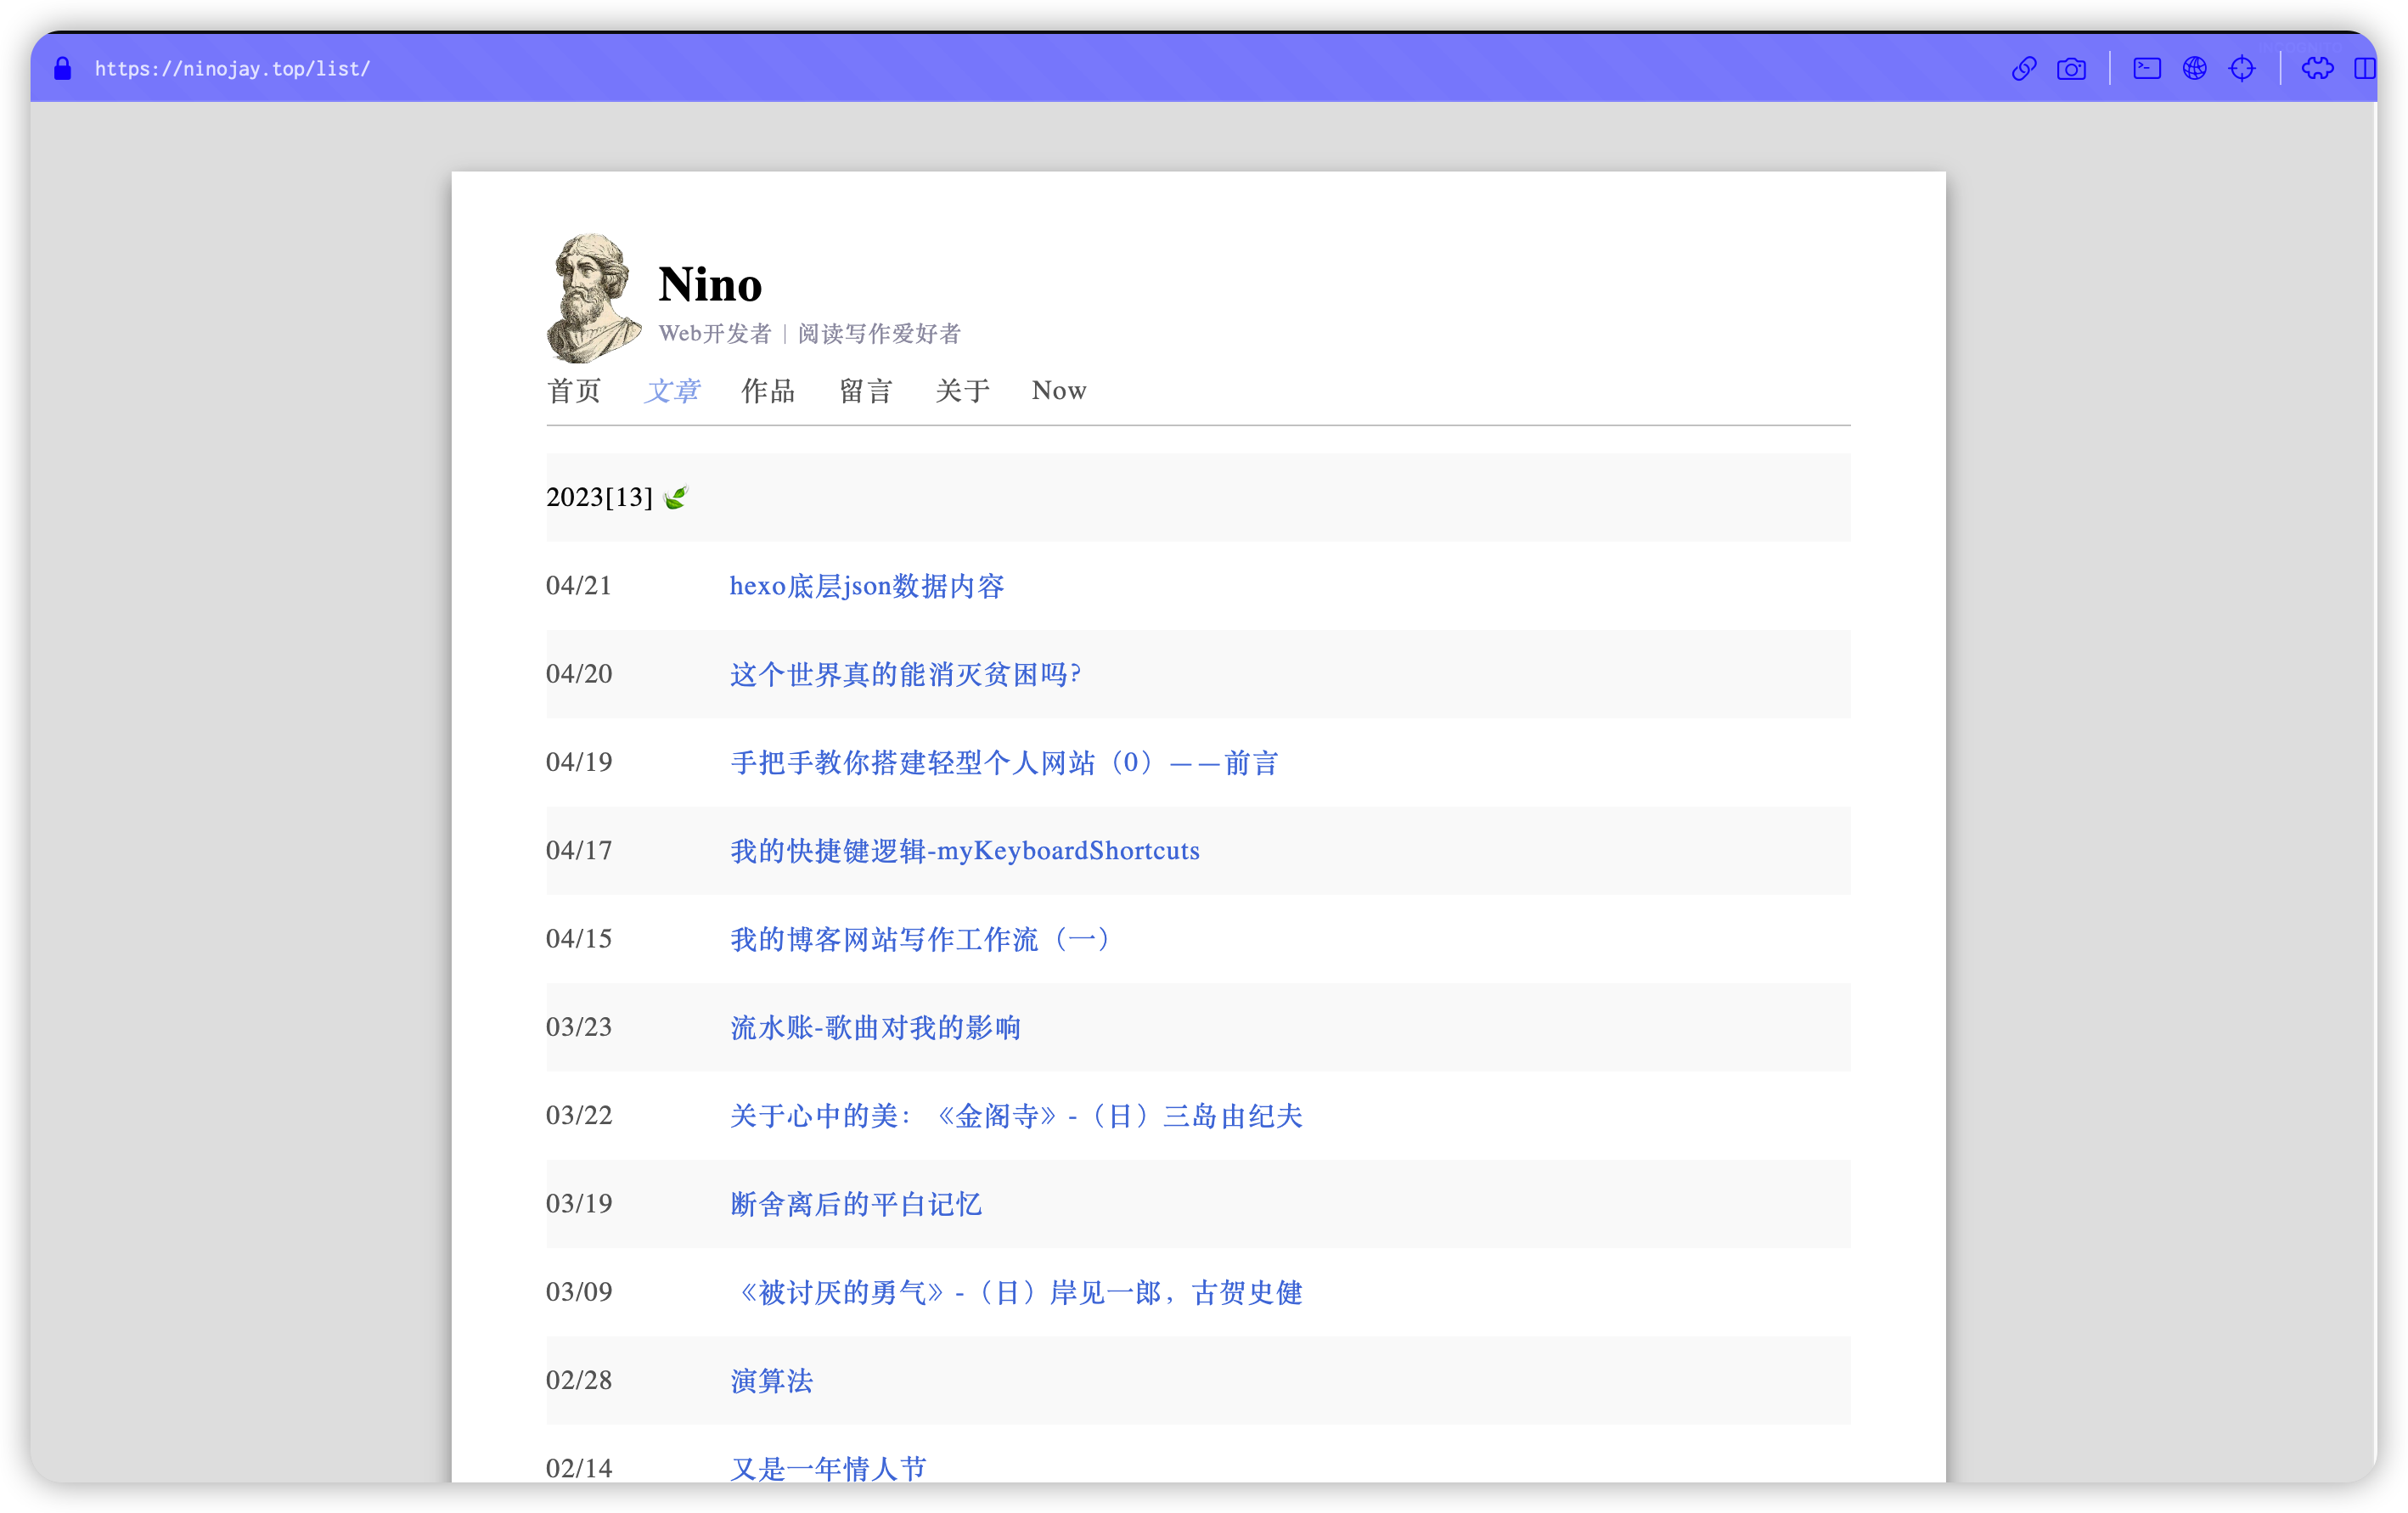 https://ninojay.top/list/
Nino
Web开发者 | 阅读写作爱好者
首页 文章 作品 留言 关于 Now
2023[13]
04/21 hexo底层json数据内容
04/20 这个世界真的能消灭贫困吗?
04/19 手把手教你搭建轻型个人网站（0）——前言
04/17 我的快捷键逻辑-myKeyboardShortcuts
04/15 我的博客网站写作工作流（一）
03/23 流水账-歌曲对我的影响
03/22 关于心中的美：《金阁寺》-（日）三岛由纪夫
03/19 断舍离后的平白记忆
03/09 《被讨厌的勇气》-（日）岸见一郎，古贺史健
02/28 演算法
02/14 又是一年情人节